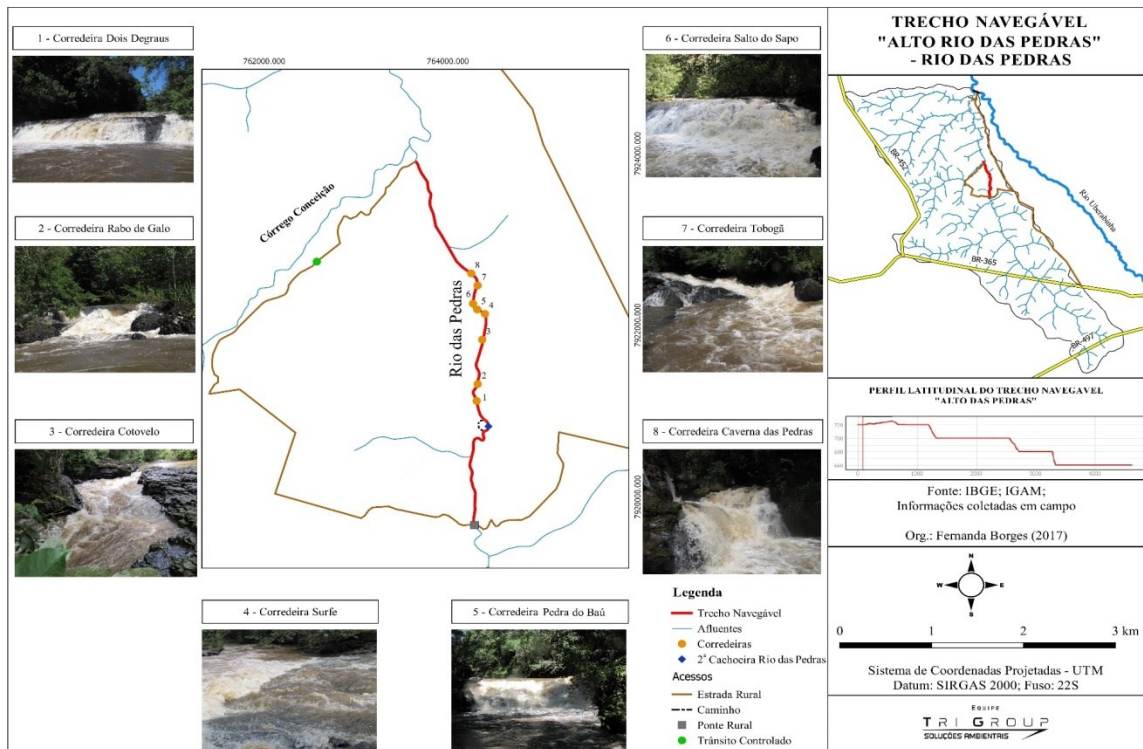 1 - Corredeira Dois Degraus
2 - Corredeira Rabo de Galo
3 - Corredeira Cotovelo
4 - Corredeira Surfe
5 - Corredeira Pedra do Baú
6 - Corredeira Salto do Sapo
7 - Corredeira Tobogã
8 - Corredeira Caverna das Pedras
762000.000
764000.000
7924000.000
7922000.000
7920000.000
Córrego Conceição
Rio das Pedras
8
7
6
5
4
3
2
1
Legenda
Trecho Navegável
Afluentes
Corredeiras
2ª Cachoeira Rio das Pedras
Acessos
Estrada Rural
Caminho
Ponte Rural
Trânsito Controlado
TRECHO NAVEGÁVEL
"ALTO RIO DAS PEDRAS"
- RIO DAS PEDRAS
BR-452
Rio Uberabinha
BR-365
BR-497
PERFIL LATITUDINAL DO TRECHO NAVEGÁVEL
"ALTO DAS PEDRAS"
0
1000
2000
3000
4000
Fonte: IBGE; IGAM;
Informações coletadas em campo
Org.: Fernanda Borges (2017)
N
W
E
S
0
1
2
3 km
Sistema de Coordenadas Projetadas - UTM
Datum: SIRGAS 2000; Fuso: 22S
EQUIPE
TRI GROUP
SOLUÇÕES AMBIENTAIS